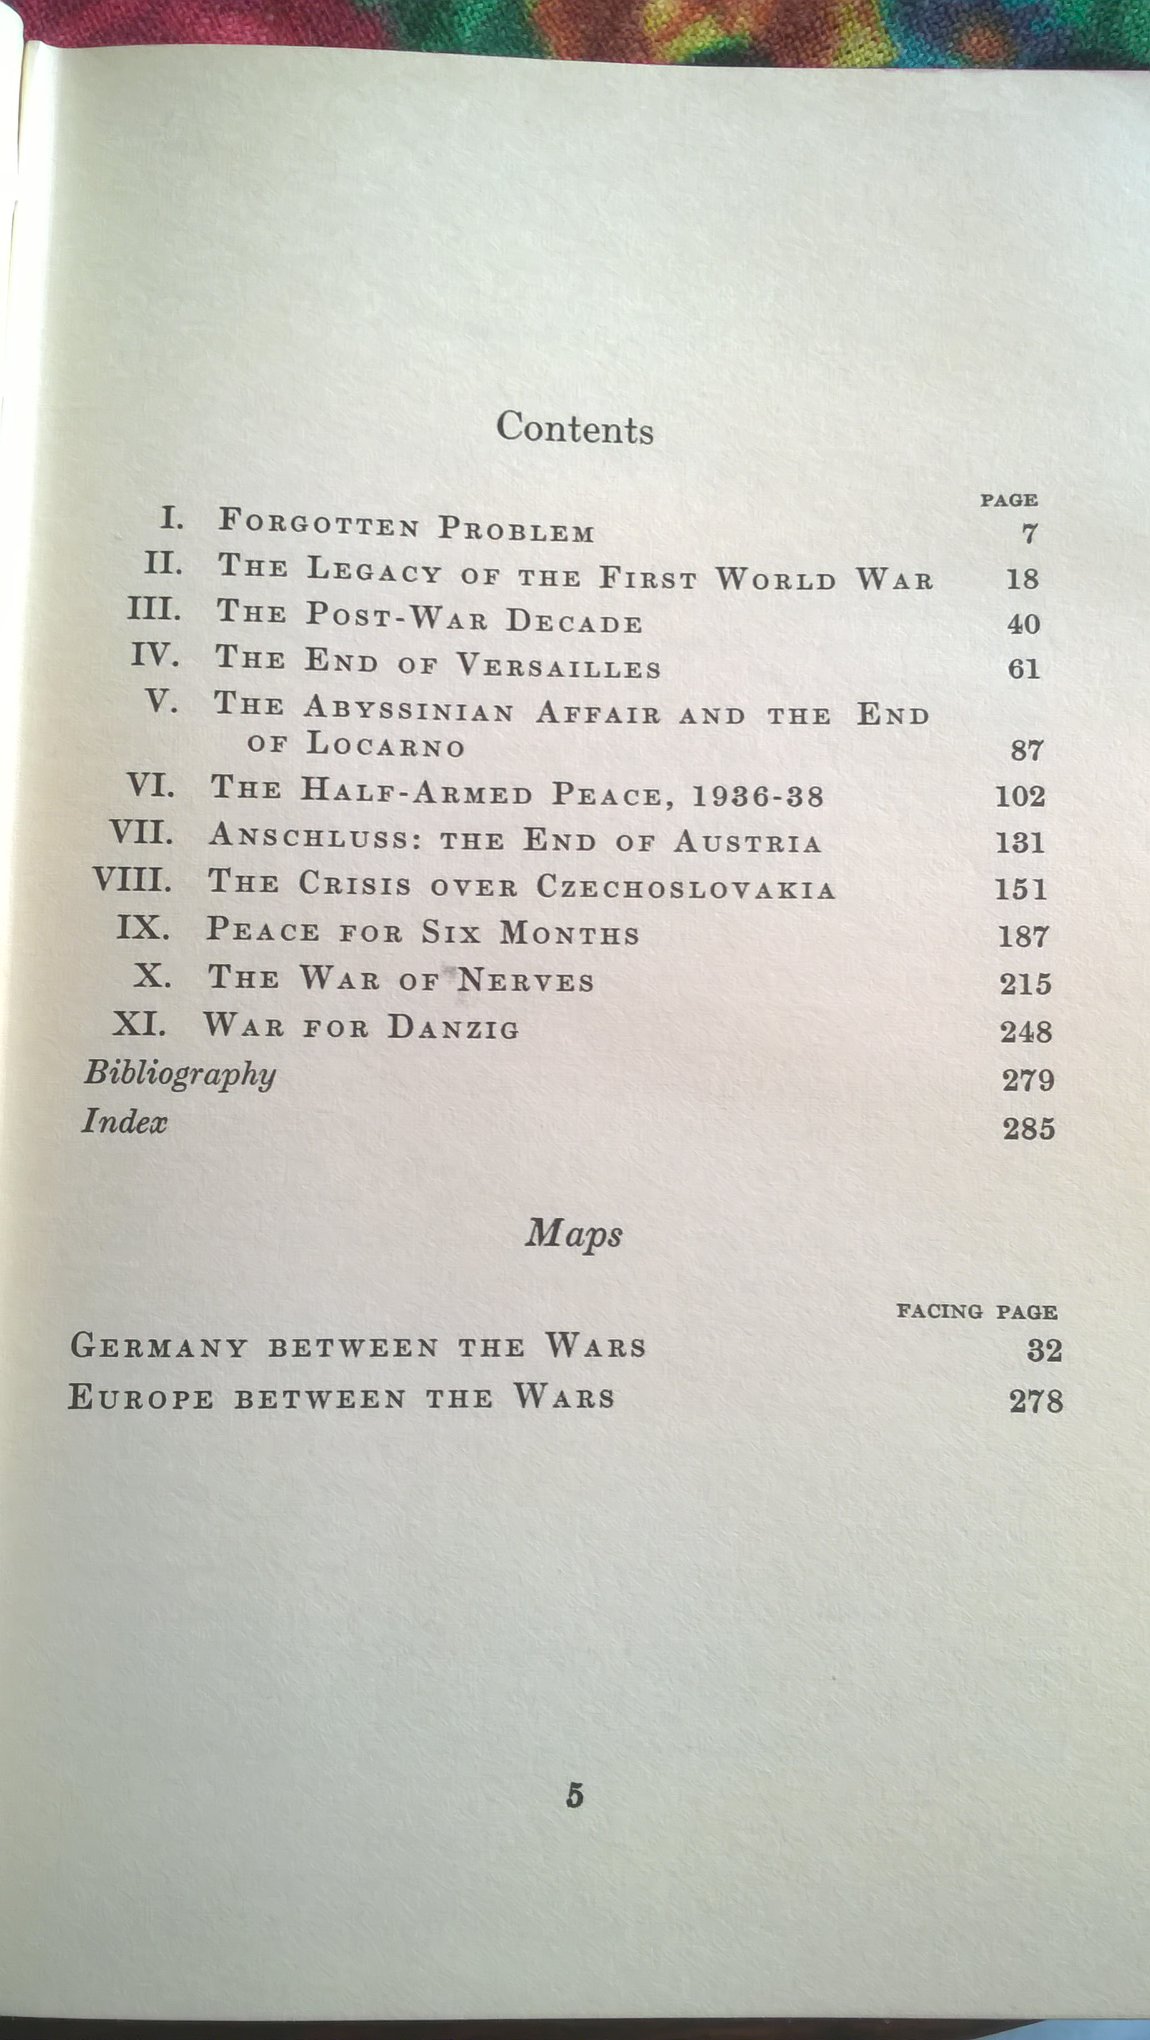 Contents
PAGE
I. FORGOTTEN PROBLEM 7
II. THE LEGACY OF THE FIRST WORLD WAR 18
III. THE POST-WAR DECADE 40
IV. THE END OF VERSAILLES 61
V. THE ABYSSINIAN AFFAIR AND THE END
OF LOCARNO 87
VI. THE HALF-ARMED PEACE, 1936-38 102
VII. ANSCHLUSS: THE END OF AUSTRIA 131
VIII. THE CRISIS OVER CZECHOSLOVAKIA 151
IX. PEACE FOR SIX MONTHS 187
X. THE WAR OF NERVES 215
XI. WAR FOR DANZIG 248
Bibliography 279
Index 285
Maps
FACING PAGE
GERMANY BETWEEN THE WARS 32
EUROPE BETWEEN THE WARS 278
5